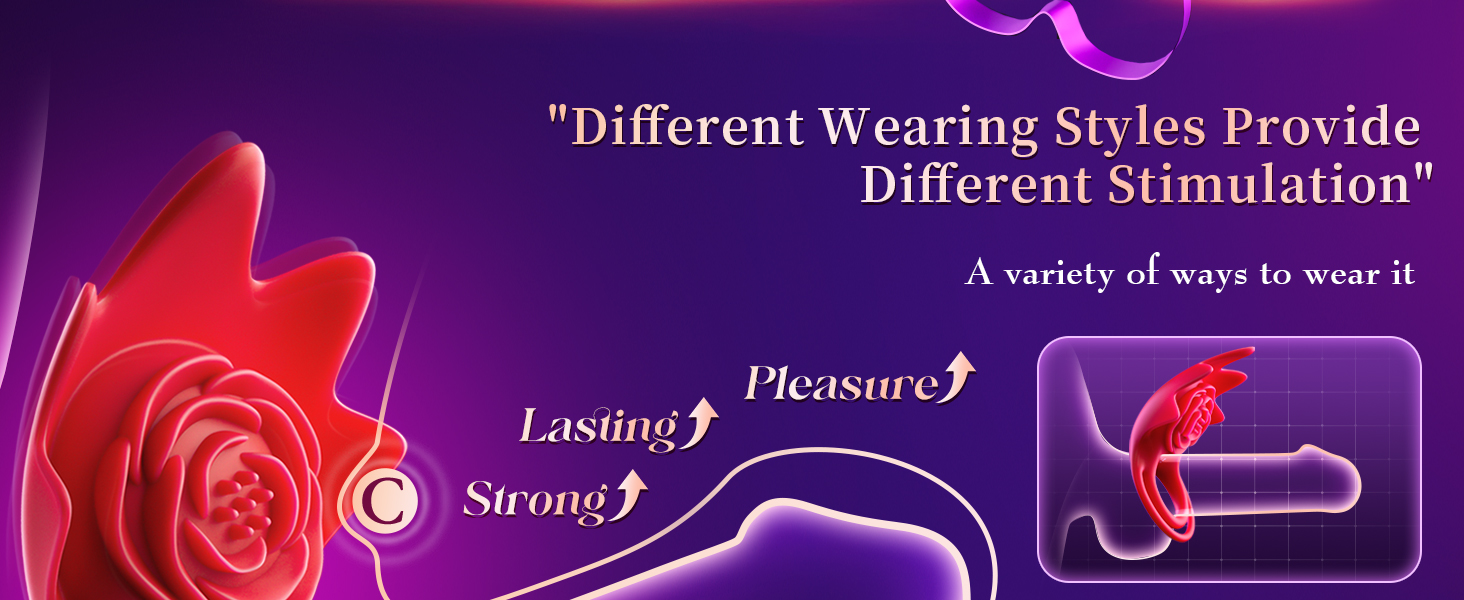 "Different Wearing Styles Provide
Different Stimulation"
A variety of ways to wear it
Pleasure
Lasting
Strong
C